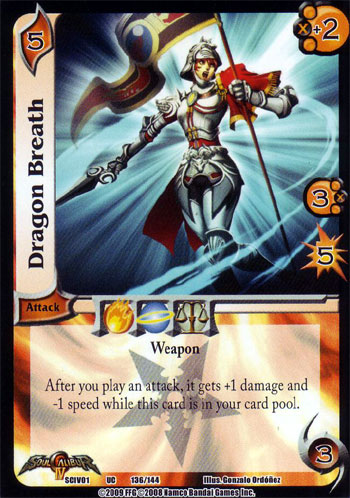 5
X +2
Dragon Breath
3 X
5
Attack
Weapon
After you play an attack, it gets +1 damage and
-1 speed while this card is in your card pool.
3
SOULCALIBUR
IV
SCIV01 UC 136/144 Illus. Gonzalo Ordóñez
©2009 FFG ©2008 Namco Bandai Games Inc.